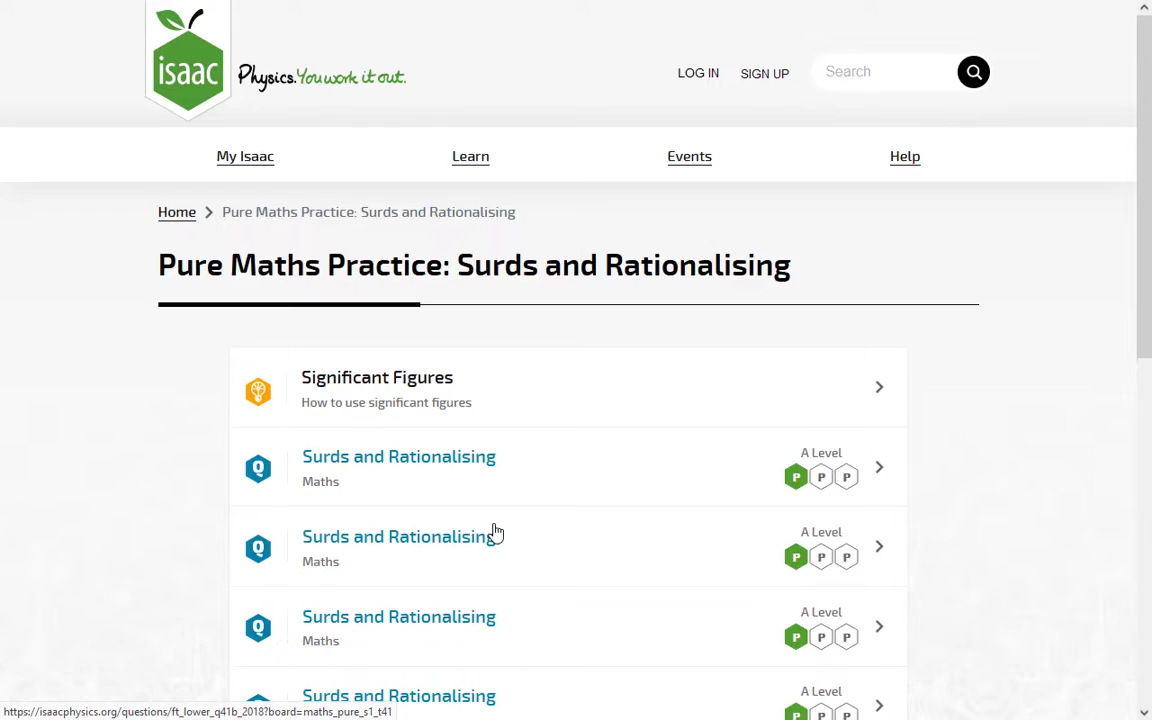 isaac
Physics. You work it out.
LOG IN
SIGN UP
Search
My Isaac
Learn
Events
Help
Home
Pure Maths Practice: Surds and Rationalising
Pure Maths Practice: Surds and Rationalising
Significant Figures
How to use significant figures
Surds and Rationalising
Maths
A Level
P P P
Surds and Rationalising
Maths
A Level
P P P
Surds and Rationalising
Maths
A Level
P P P
Surds and Rationalising
A Level
P P P
https://isaacphysics.org/questions/ft_lower_q41b_2018?board=maths_pure_s1_t41